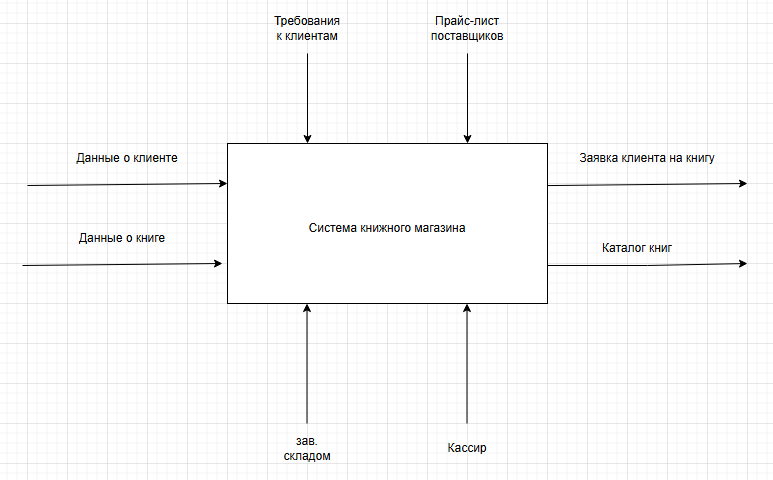 Требования
к клиентам
Прайс-лист
поставщиков
Данные о клиенте
Заявка клиента на книгу
Система книжного магазина
Данные о книге
Каталог книг
зав.
складом
Кассир